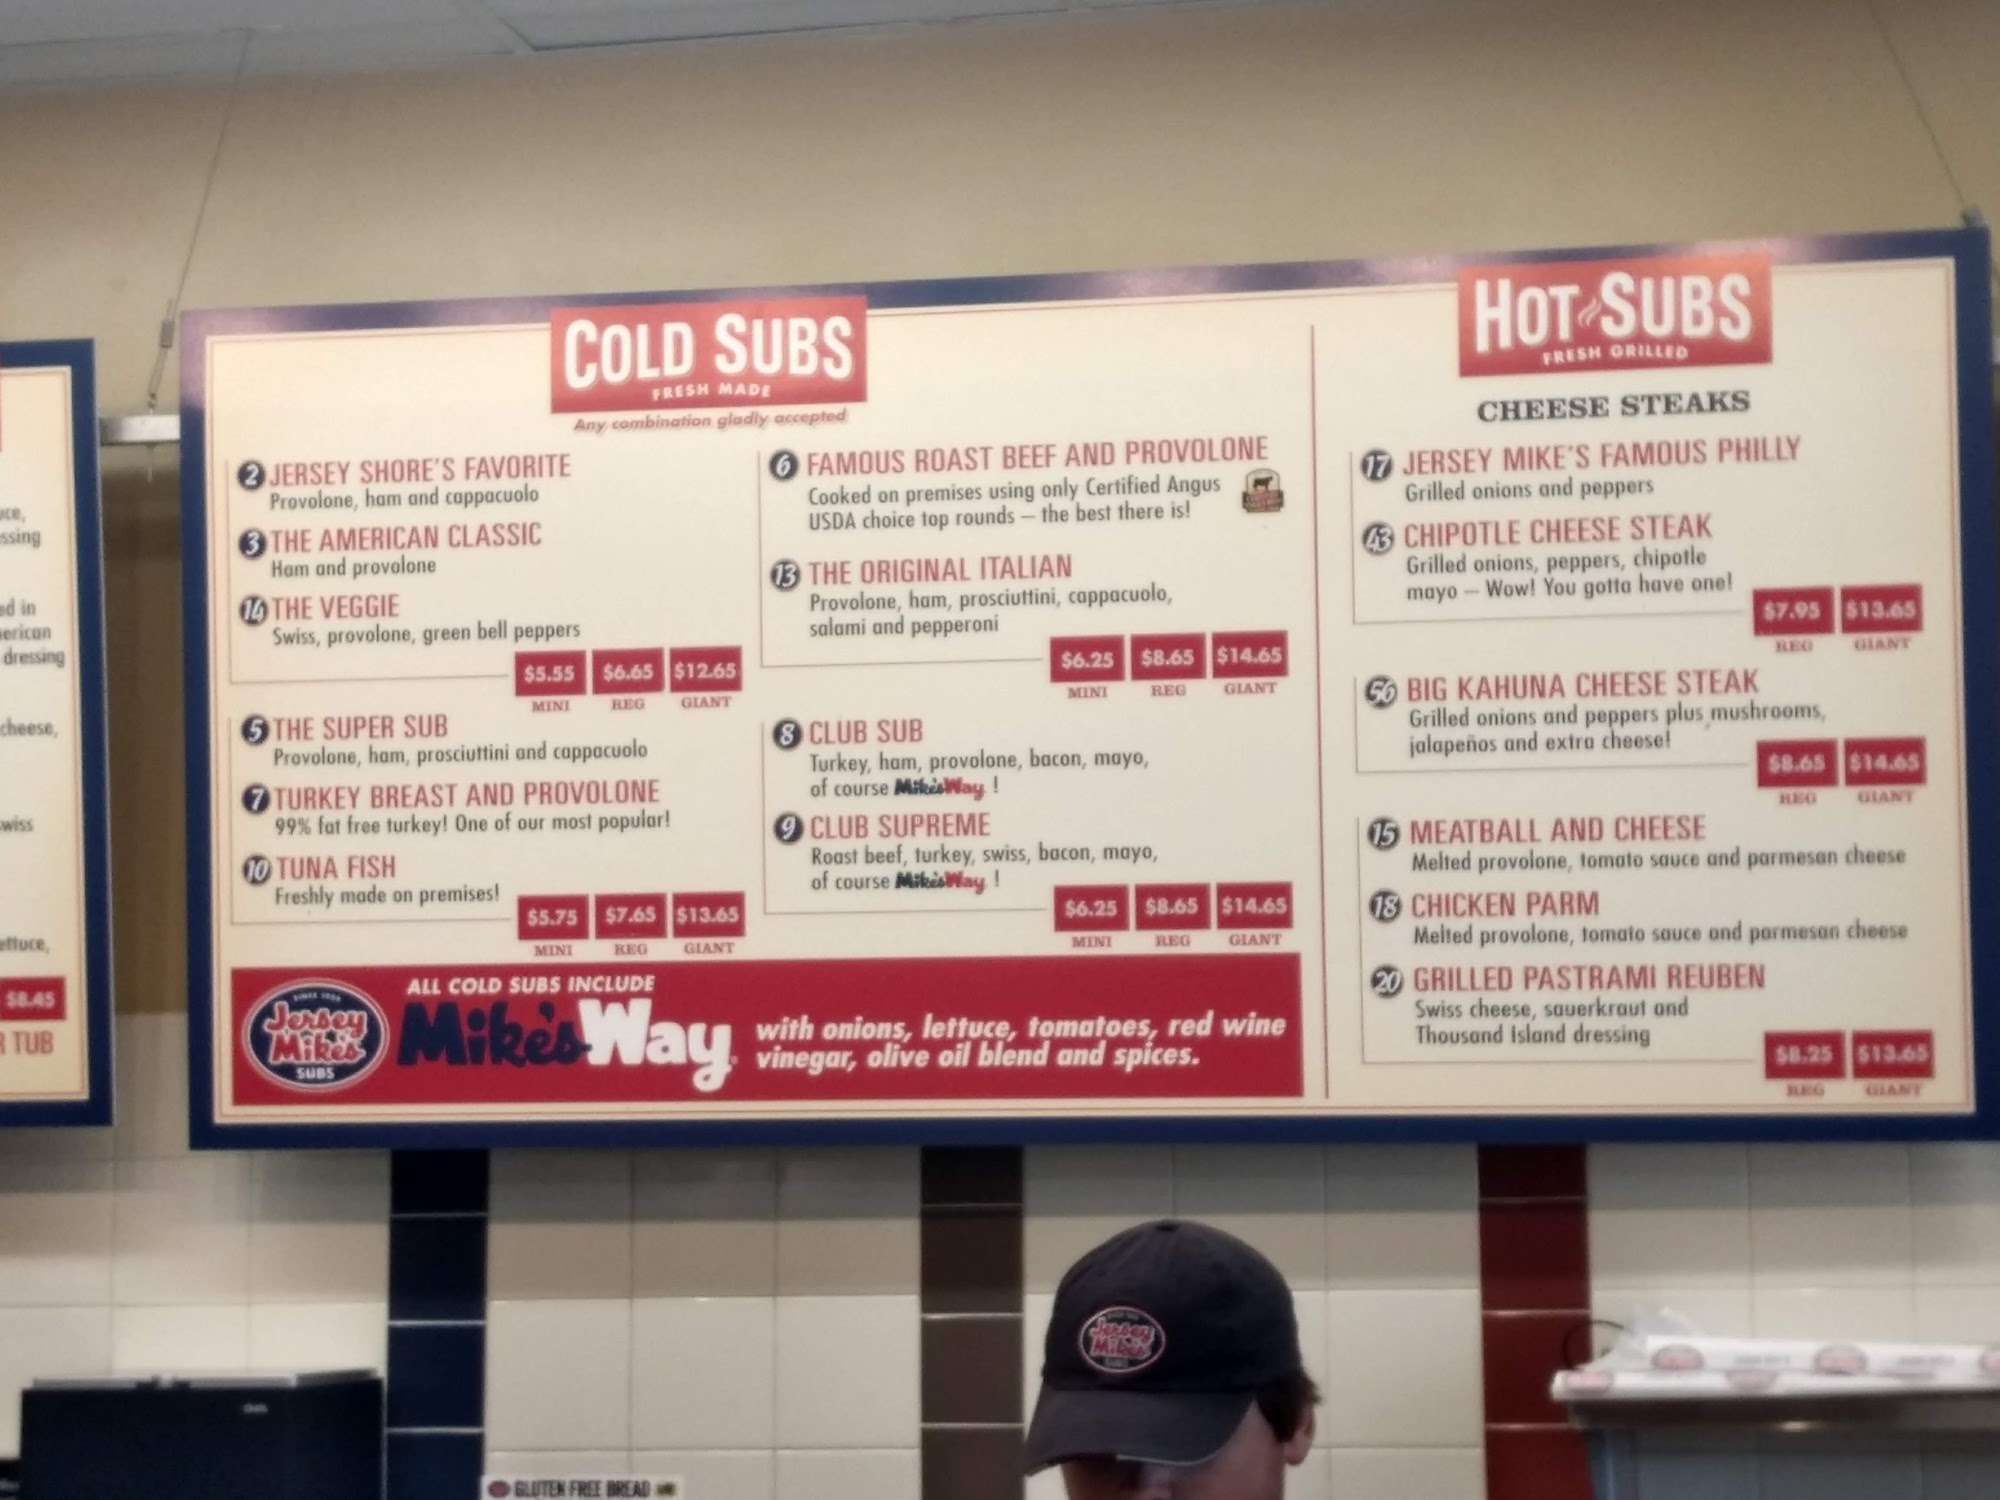 uce,
ssing
ed in
erican
dressing
cheese,
swiss
ettuce,
$8.45
R TUB
COLD SUBS
FRESH MADE
Any combination gladly accepted
2 JERSEY SHORE'S FAVORITE
Provolone, ham and cappacuolo
3 THE AMERICAN CLASSIC
Ham and provolone
14 THE VEGGIE
Swiss, provolone, green bell peppers
$5.55 $6.65 $12.65
MINI REG GIANT
5 THE SUPER SUB
Provolone, ham, prosciuttini and cappacuolo
7 TURKEY BREAST AND PROVOLONE
99% fat free turkey! One of our most popular!
10 TUNA FISH
Freshly made on premises!
$5.75 $7.65 $13.65
MINI REG GIANT
6 FAMOUS ROAST BEEF AND PROVOLONE
Cooked on premises using only Certified Angus
USDA choice top rounds – the best there is!
13 THE ORIGINAL ITALIAN
Provolone, ham, prosciuttini, cappacuolo,
salami and pepperoni
$6.25 $8.65 $14.65
MINI REG GIANT
8 CLUB SUB
Turkey, ham, provolone, bacon, mayo,
of course Mike's Way !
9 CLUB SUPREME
Roast beef, turkey, swiss, bacon, mayo,
of course Mike's Way !
$6.25 $8.65 $14.65
MINI REG GIANT
SINCE 1956
Jersey
Mike's
SUBS
ALL COLD SUBS INCLUDE
Mike's Way
with onions, lettuce, tomatoes, red wine
vinegar, olive oil blend and spices.
HOT SUBS
FRESH GRILLED
CHEESE STEAKS
17 JERSEY MIKE'S FAMOUS PHILLY
Grilled onions and peppers
43 CHIPOTLE CHEESE STEAK
Grilled onions, peppers, chipotle
mayo – Wow! You gotta have one!
$7.95 $13.65
REG GIANT
56 BIG KAHUNA CHEESE STEAK
Grilled onions and peppers plus mushrooms,
jalapeños and extra cheese!
$8.65 $14.65
REG GIANT
15 MEATBALL AND CHEESE
Melted provolone, tomato sauce and parmesan cheese
18 CHICKEN PARM
Melted provolone, tomato sauce and parmesan cheese
20 GRILLED PASTRAMI REUBEN
Swiss cheese, sauerkraut and
Thousand Island dressing
$8.25 $13.65
REG GIANT
Jersey
Mike's
GLUTEN FREE BREAD